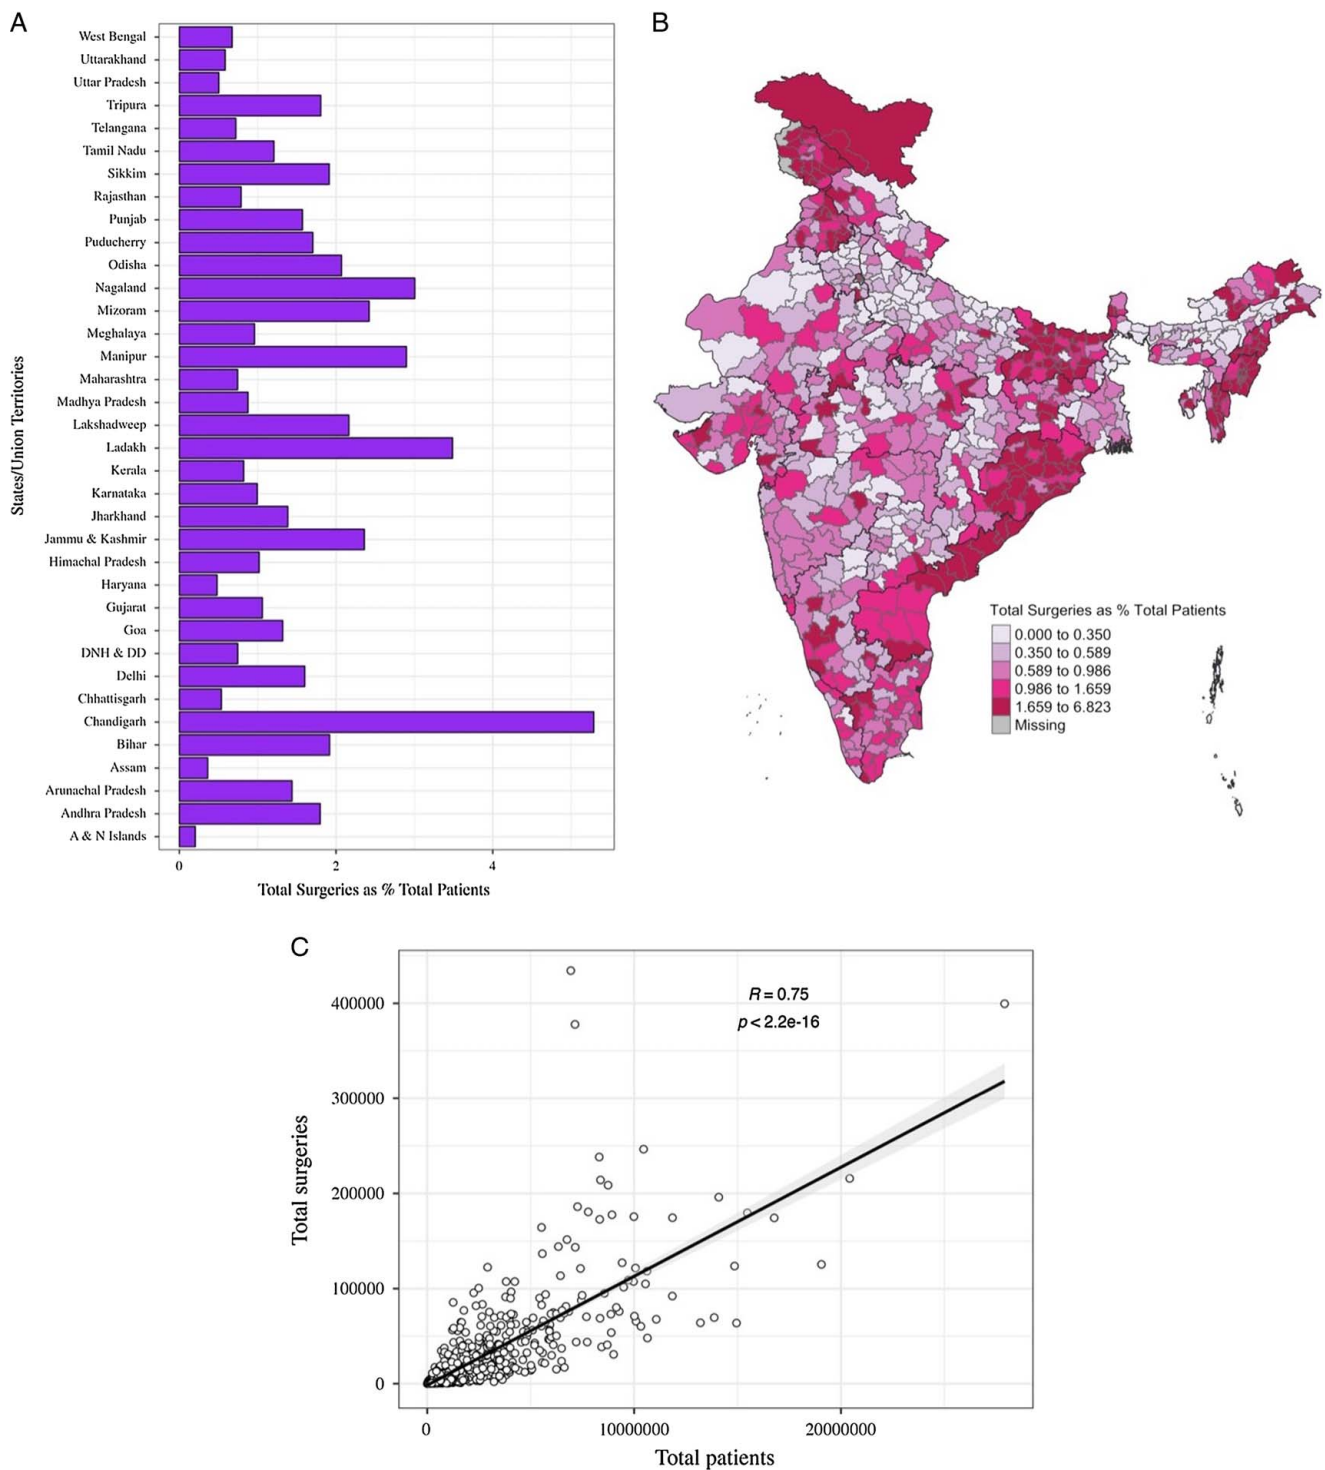 A
States/Union Territories
West Bengal
Uttarakhand
Uttar Pradesh
Tripura
Telangana
Tamil Nadu
Sikkim
Rajasthan
Punjab
Puducherry
Odisha
Nagaland
Mizoram
Meghalaya
Manipur
Maharashtra
Madhya Pradesh
Lakshadweep
Ladakh
Kerala
Karnataka
Jharkhand
Jammu & Kashmir
Himachal Pradesh
Haryana
Gujarat
Goa
DNH & DD
Delhi
Chhattisgarh
Chandigarh
Bihar
Assam
Arunachal Pradesh
Andhra Pradesh
A & N Islands
0 2 4
Total Surgeries as % Total Patients
B
Total Surgeries as % Total Patients
0.000 to 0.350
0.350 to 0.589
0.589 to 0.986
0.986 to 1.659
1.659 to 6.823
Missing
C
Total surgeries
400000
300000
200000
100000
0
R = 0.75
p < 2.2e-16
0 10000000 20000000
Total patients